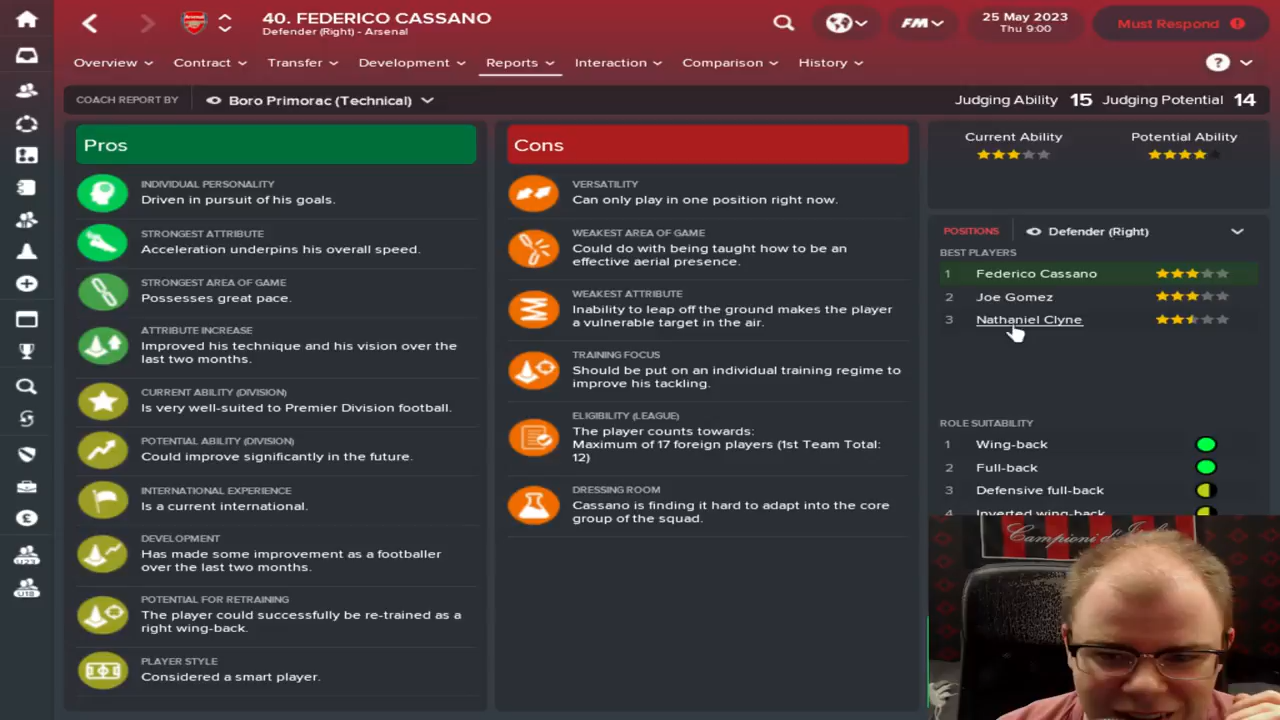 40. FEDERICO CASSANO
Defender (Right) - Arsenal
FM
25 May 2023
Thu 9:00
Must Respond
Overview
Contract
Transfer
Development
Reports
Interaction
Comparison
History
?
COACH REPORT BY
Boro Primorac (Technical)
Judging Ability 15 Judging Potential 14
Pros
INDIVIDUAL PERSONALITY
Driven in pursuit of his goals.
STRONGEST ATTRIBUTE
Acceleration underpins his overall speed.
STRONGEST AREA OF GAME
Possesses great pace.
ATTRIBUTE INCREASE
Improved his technique and his vision over the
last two months.
CURRENT ABILITY (DIVISION)
Is very well-suited to Premier Division football.
POTENTIAL ABILITY (DIVISION)
Could improve significantly in the future.
INTERNATIONAL EXPERIENCE
Is a current international.
DEVELOPMENT
Has made some improvement as a footballer
over the last two months.
POTENTIAL FOR RETRAINING
The player could successfully be re-trained as a
right wing-back.
PLAYER STYLE
Considered a smart player.
Cons
VERSATILITY
Can only play in one position right now.
WEAKEST AREA OF GAME
Could do with being taught how to be an
effective aerial presence.
WEAKEST ATTRIBUTE
Inability to leap off the ground makes the player
a vulnerable target in the air.
TRAINING FOCUS
Should be put on an individual training regime to
improve his tackling.
ELIGIBILITY (LEAGUE)
The player counts towards:
Maximum of 17 foreign players (1st Team Total:
12)
DRESSING ROOM
Cassano is finding it hard to adapt into the core
group of the squad.
Current Ability
Potential Ability
POSITIONS
Defender (Right)
BEST PLAYERS
1 Federico Cassano
2 Joe Gomez
3 Nathaniel Clyne
ROLE SUITABILITY
1 Wing-back
2 Full-back
3 Defensive full-back
4 Inverted wing-back
U23
U18
Campioni d'